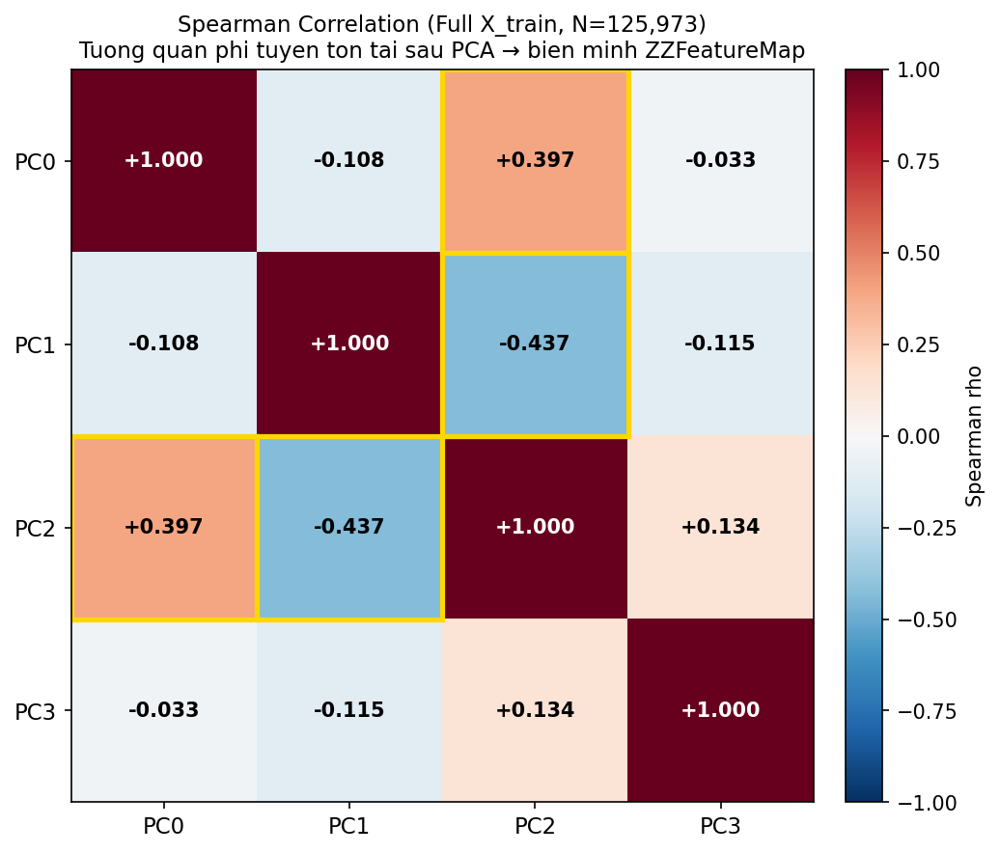 Spearman Correlation (Full X_train, N=125,973)
Tuong quan phi tuyen ton tai sau PCA → bien minh ZZFeatureMap
PC0 +1.000 -0.108 +0.397 -0.033
PC1 -0.108 +1.000 -0.437 -0.115
PC2 +0.397 -0.437 +1.000 +0.134
PC3 -0.033 -0.115 +0.134 +1.000
PC0 PC1 PC2 PC3
1.00
0.75
0.50
0.25
0.00
−0.25
−0.50
−0.75
−1.00
Spearman rho